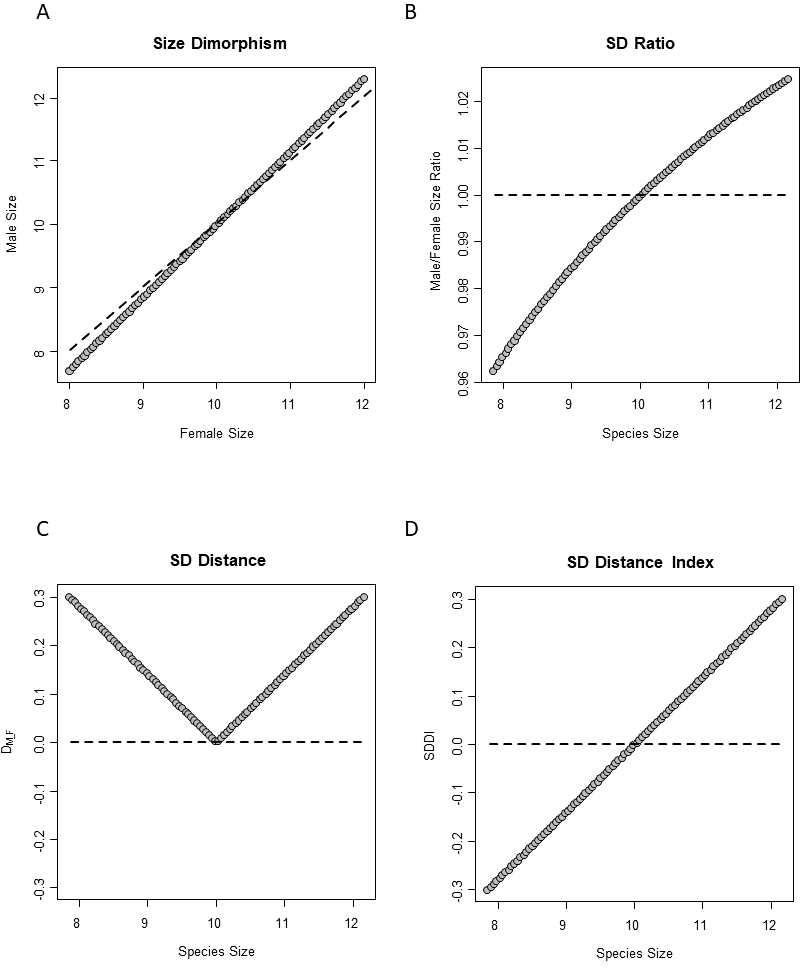 A
B
Size Dimorphism
SD Ratio
12
11
10
9
8
Male Size
8 9 10 11 12
Female Size
1.02
1.01
1.00
0.99
0.98
0.97
0.96
Male/Female Size Ratio
8 9 10 11 12
Species Size
C
D
SD Distance
SD Distance Index
0.3
0.2
0.1
0.0
-0.1
-0.2
-0.3
D_M_F
8 9 10 11 12
Species Size
0.3
0.2
0.1
0.0
-0.1
-0.2
-0.3
SDDI
8 9 10 11 12
Species Size